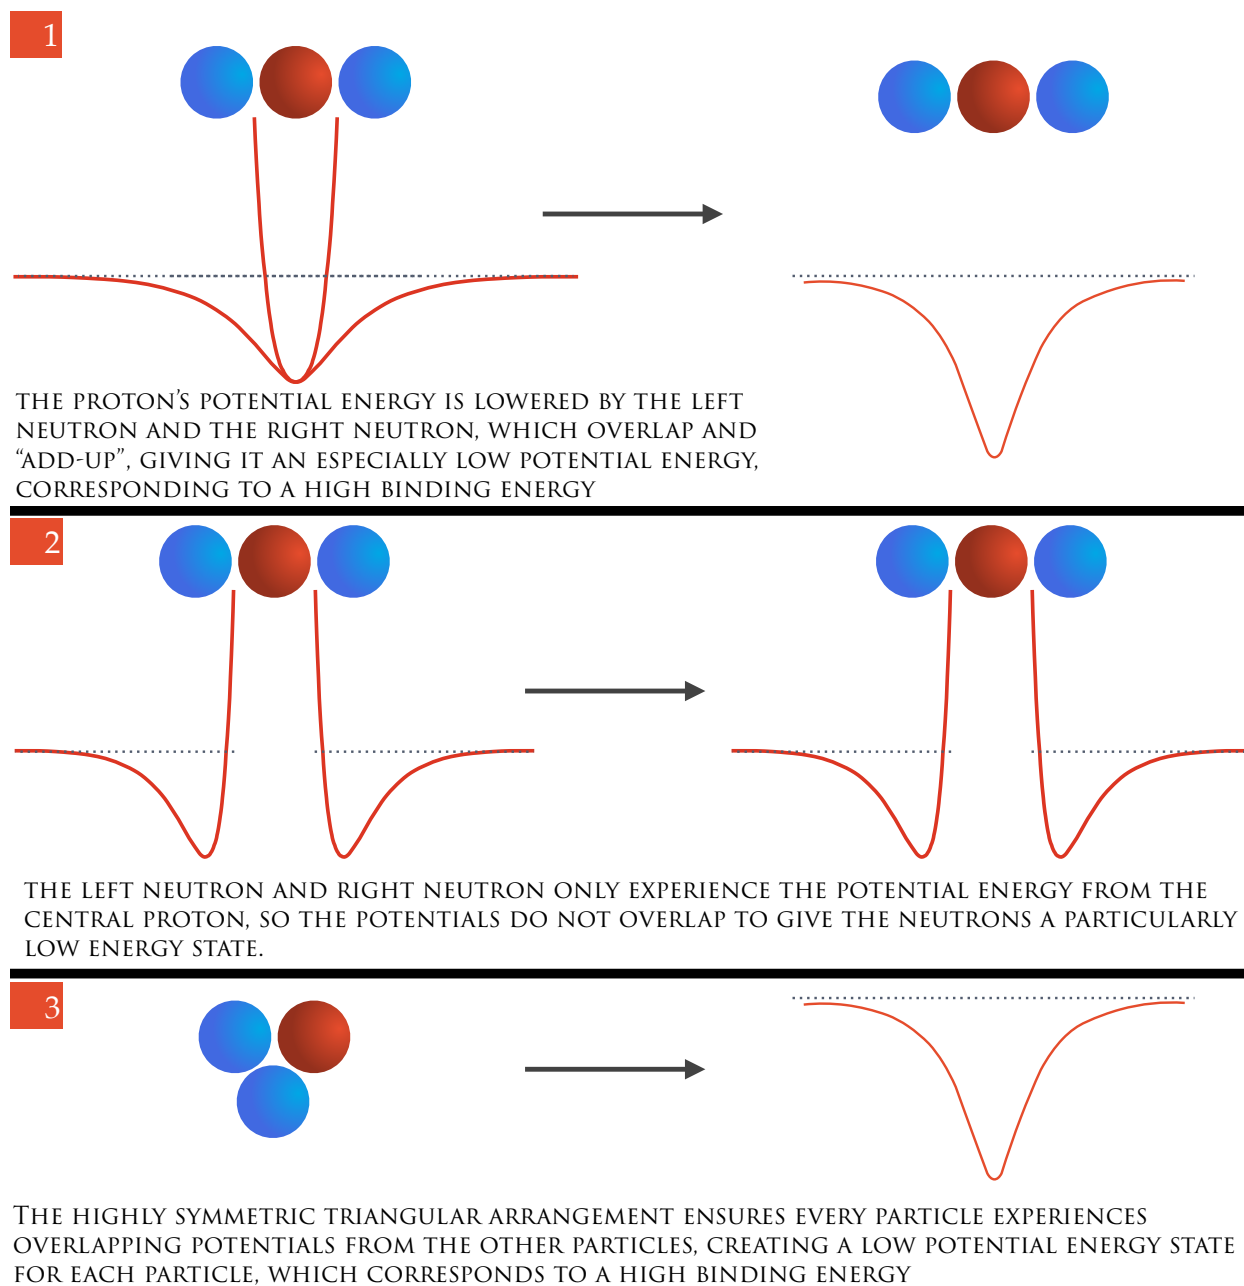 1
THE PROTON'S POTENTIAL ENERGY IS LOWERED BY THE LEFT
NEUTRON AND THE RIGHT NEUTRON, WHICH OVERLAP AND
“ADD-UP”, GIVING IT AN ESPECIALLY LOW POTENTIAL ENERGY,
CORRESPONDING TO A HIGH BINDING ENERGY
2
THE LEFT NEUTRON AND RIGHT NEUTRON ONLY EXPERIENCE THE POTENTIAL ENERGY FROM THE
CENTRAL PROTON, SO THE POTENTIALS DO NOT OVERLAP TO GIVE THE NEUTRONS A PARTICULARLY
LOW ENERGY STATE.
3
THE HIGHLY SYMMETRIC TRIANGULAR ARRANGEMENT ENSURES EVERY PARTICLE EXPERIENCES
OVERLAPPING POTENTIALS FROM THE OTHER PARTICLES, CREATING A LOW POTENTIAL ENERGY STATE
FOR EACH PARTICLE, WHICH CORRESPONDS TO A HIGH BINDING ENERGY